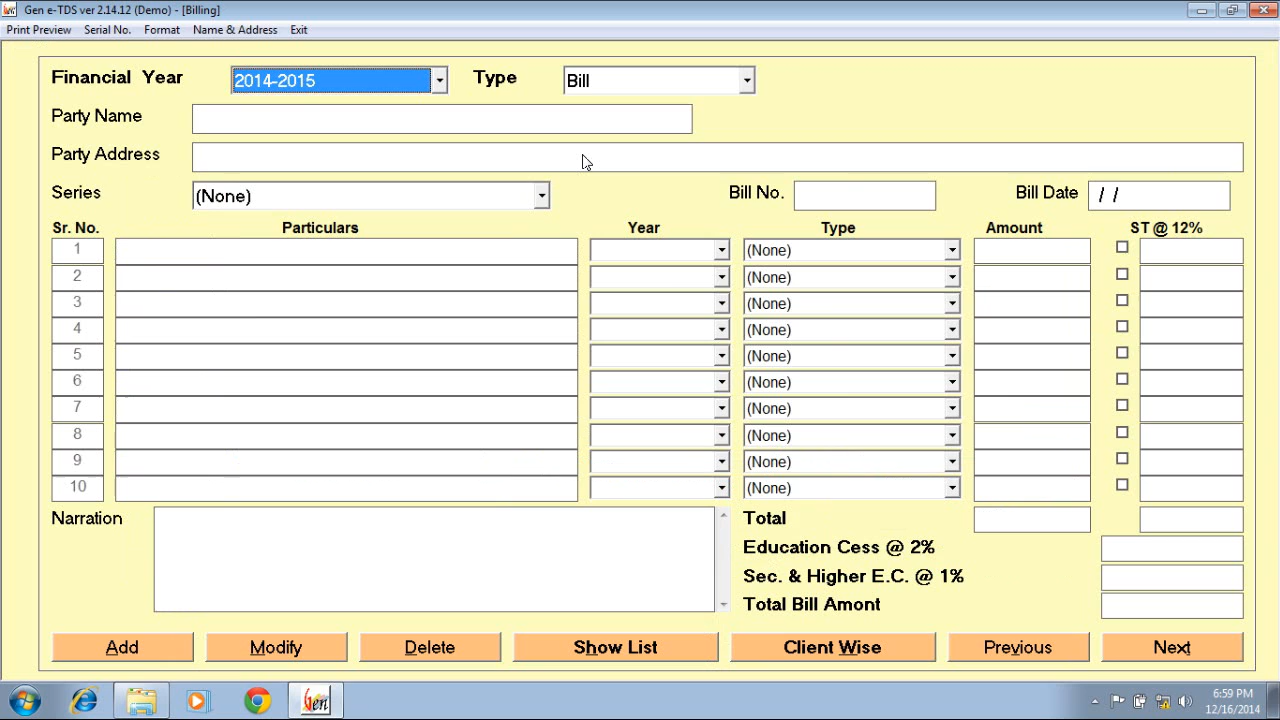 Gen e-TDS ver 2.14.12 (Demo) - [Billing]
Print Preview Serial No. Format Name & Address Exit
Financial Year 2014-2015 Type Bill
Party Name
Party Address
Series (None) Bill No. Bill Date / /
Sr. No. Particulars Year Type Amount ST @ 12%
1 (None)
2 (None)
3 (None)
4 (None)
5 (None)
6 (None)
7 (None)
8 (None)
9 (None)
10 (None)
Narration Total
Education Cess @ 2%
Sec. & Higher E.C. @ 1%
Total Bill Amont
Add Modify Delete Show List Client Wise Previous Next
Gen 6:59 PM
12/16/2014